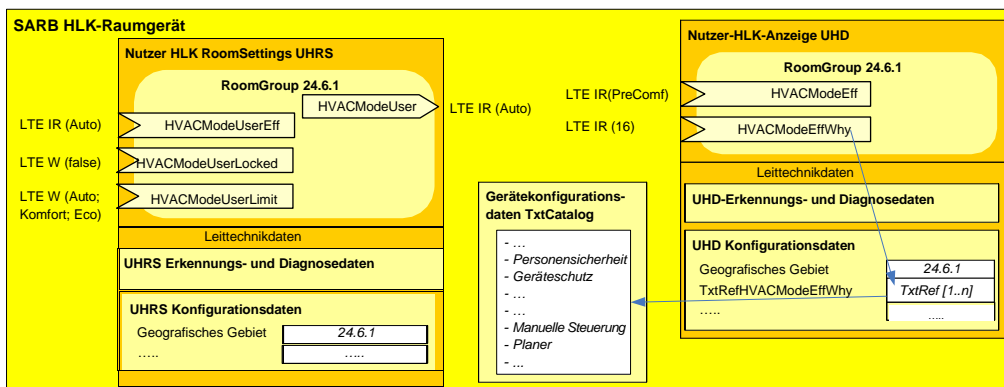 SARB HLK-Raumgerät
Nutzer HLK RoomSettings UHRS
RoomGroup 24.6.1
HVACModeUser
LTE IR (Auto)
LTE IR (Auto)
HVACModeUserEff
LTE W (false)
HVACModeUserLocked
LTE W (Auto;
Komfort; Eco)
HVACModeUserLimit
Leittechnikdaten
UHRS Erkennungs- und Diagnosedaten
UHRS Konfigurationsdaten
Geografisches Gebiet
24.6.1
.....
.....
Nutzer-HLK-Anzeige UHD
RoomGroup 24.6.1
LTE IR(PreComf)
HVACModeEff
LTE IR (16)
HVACModeEffWhy
Leittechnikdaten
UHD-Erkennungs- und Diagnosedaten
UHD Konfigurationsdaten
Geografisches Gebiet
24.6.1
TxtRefHVACModeEffWhy
TxtRef [1..n]
.....
.....
Gerätekonfigurations-
daten TxtCatalog
- ...
- Personensicherheit
- Geräteschutz
- ...
- ...
- Manuelle Steuerung
- Planer
- ...